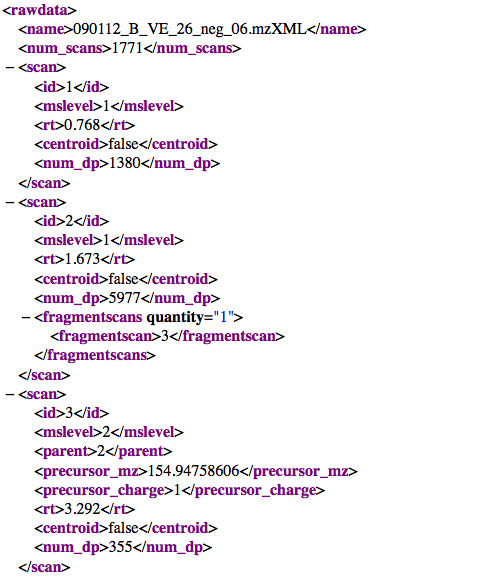 <rawdata>
<name>090112_B_VE_26_neg_06.mzXML</name>
<num_scans>1771</num_scans>
– <scan>
<id>1</id>
<mslevel>1</mslevel>
<rt>0.768</rt>
<centroid>false</centroid>
<num_dp>1380</num_dp>
</scan>
– <scan>
<id>2</id>
<mslevel>1</mslevel>
<rt>1.673</rt>
<centroid>false</centroid>
<num_dp>5977</num_dp>
– <fragmentscans quantity="1">
<fragmentscan>3</fragmentscan>
</fragmentscans>
</scan>
– <scan>
<id>3</id>
<mslevel>2</mslevel>
<parent>2</parent>
<precursor_mz>154.94758606</precursor_mz>
<precursor_charge>1</precursor_charge>
<rt>3.292</rt>
<centroid>false</centroid>
<num_dp>355</num_dp>
</scan>